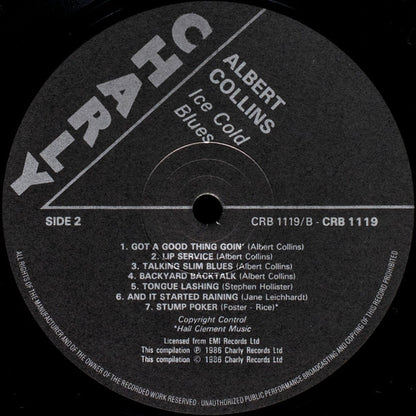 CHARLY
ALBERT
COLLINS
Ice Cold
Blues
SIDE 2
CRB 1119/B - CRB 1119
1. GOT A GOOD THING GOIN' (Albert Collins)
2. LIP SERVICE (Albert Collins)
3. TALKING SLIM BLUES (Albert Collins)
4. BACKYARD BACKTALK (Albert Collins)
5. TONGUE LASHING (Stephen Hollister)
6. AND IT STARTED RAINING (Jane Leichhardt)
7. STUMP POKER (Foster - Rice)*
Copyright Control
*Hall Clement Music
Licensed from EMI Records Ltd
This compilation ℗ 1986 Charly Records Ltd
This compilation © 1986 Charly Records Ltd
ALL RIGHTS OF THE MANUFACTURER AND OF THE OWNER OF THE RECORDED WORK RESERVED - UNAUTHORIZED PUBLIC PERFORMANCE BROADCASTING AND COPYING OF THIS RECORD PROHIBITED